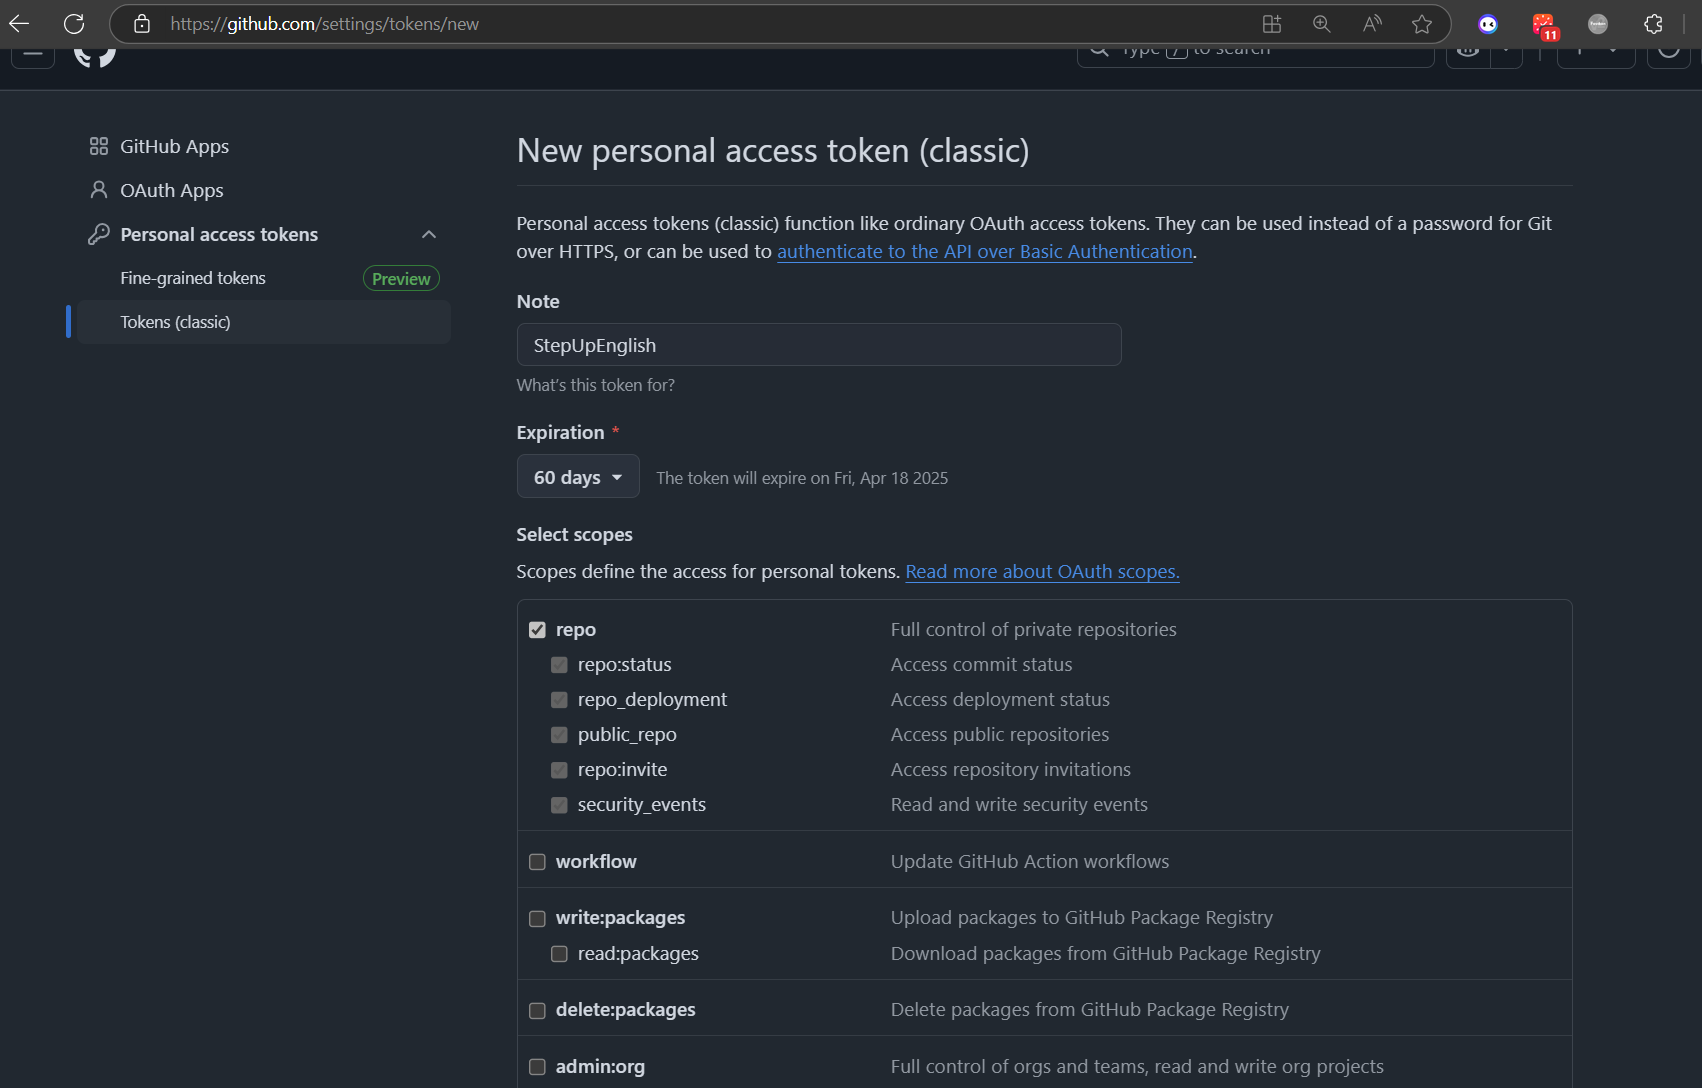 https://github.com/settings/tokens/new
11
Type / to search
GitHub Apps
OAuth Apps
Personal access tokens
Fine-grained tokens
Preview
Tokens (classic)
New personal access token (classic)
Personal access tokens (classic) function like ordinary OAuth access tokens. They can be used instead of a password for Git
over HTTPS, or can be used to authenticate to the API over Basic Authentication.
Note
StepUpEnglish
What's this token for?
Expiration *
60 days
The token will expire on Fri, Apr 18 2025
Select scopes
Scopes define the access for personal tokens. Read more about OAuth scopes.
repo Full control of private repositories
repo:status Access commit status
repo_deployment Access deployment status
public_repo Access public repositories
repo:invite Access repository invitations
security_events Read and write security events
workflow Update GitHub Action workflows
write:packages Upload packages to GitHub Package Registry
read:packages Download packages from GitHub Package Registry
delete:packages Delete packages from GitHub Package Registry
admin:org Full control of orgs and teams, read and write org projects